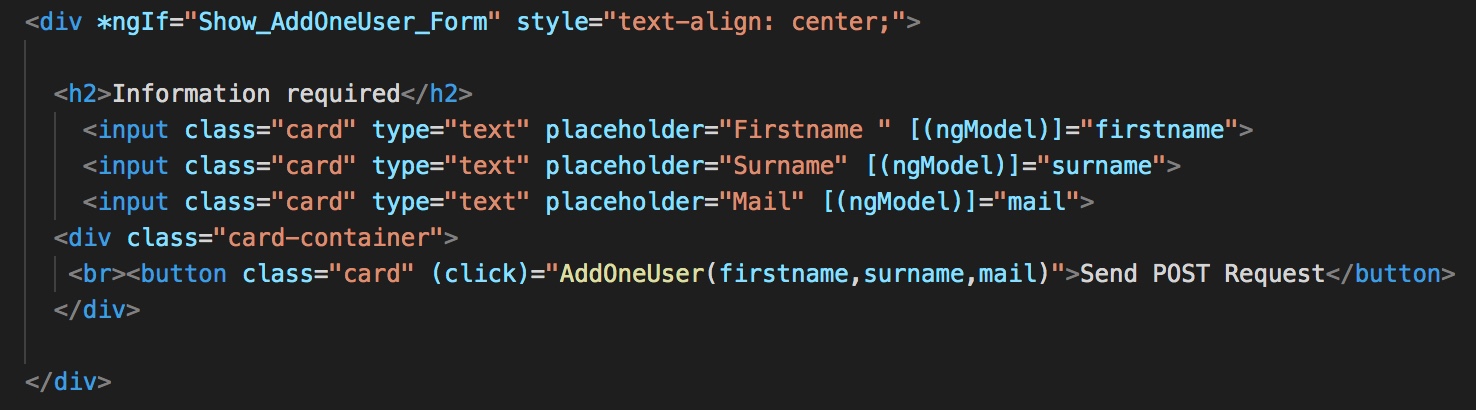 <div *ngIf="Show_AddOneUser_Form" style="text-align: center;">
<h2>Information required</h2>
<input class="card" type="text" placeholder="Firstname " [(ngModel)]="firstname">
<input class="card" type="text" placeholder="Surname" [(ngModel)]="surname">
<input class="card" type="text" placeholder="Mail" [(ngModel)]="mail">
<div class="card-container">
<br><button class="card" (click)="AddOneUser(firstname,surname,mail)">Send POST Request</button>
</div>
</div>